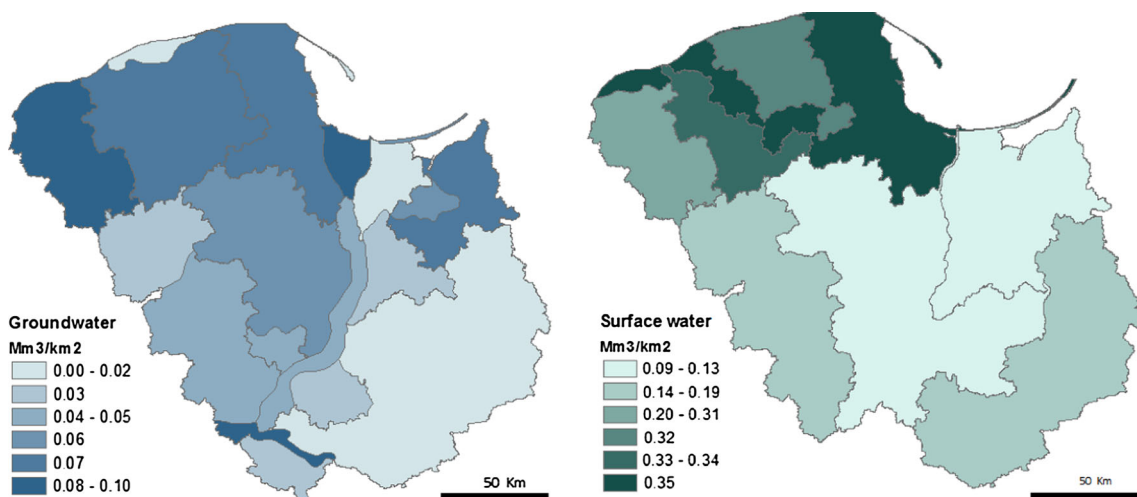 Groundwater
Mm3/km2
0.00 - 0.02
0.03
0.04 - 0.05
0.06
0.07
0.08 - 0.10
50 Km
Surface water
Mm3/km2
0.09 - 0.13
0.14 - 0.19
0.20 - 0.31
0.32
0.33 - 0.34
0.35
50 Km